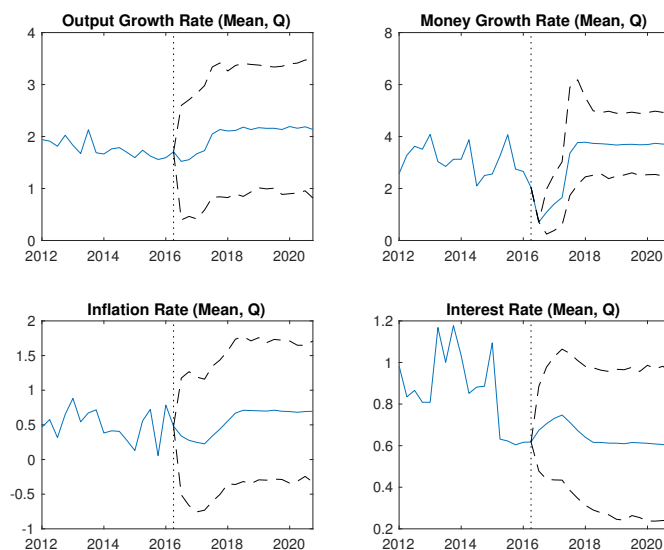 Output Growth Rate (Mean, Q)
4
3
2
1
0
2012 2014 2016 2018 2020
Money Growth Rate (Mean, Q)
8
6
4
2
0
2012 2014 2016 2018 2020
Inflation Rate (Mean, Q)
2
1.5
1
0.5
0
-0.5
-1
2012 2014 2016 2018 2020
Interest Rate (Mean, Q)
1.2
1
0.8
0.6
0.4
0.2
2012 2014 2016 2018 2020